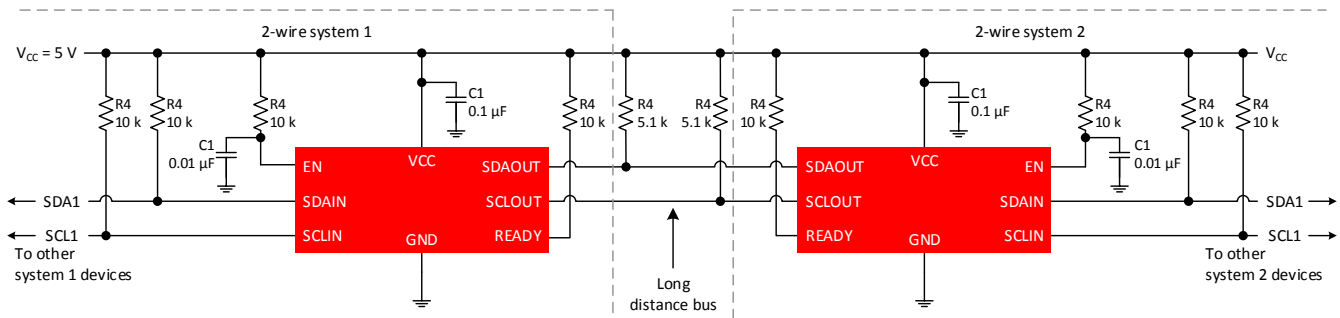 2-wire system 1
2-wire system 2
VCC = 5 V
VCC
R4
10 k
R4
10 k
R4
10 k
C1
0.1 µF
R4
10 k
R4
5.1 k
R4
5.1 k
R4
10 k
C1
0.1 µF
R4
10 k
R4
10 k
R4
10 k
C1
0.01 µF
C1
0.01 µF
EN
VCC
SDAOUT
SDAOUT
VCC
EN
SDA1
SDAIN
SCLOUT
SCLOUT
SDAIN
SDA1
SCL1
SCLIN
GND
READY
READY
GND
SCLIN
SCL1
To other
system 1 devices
Long
distance bus
To other
system 2 devices